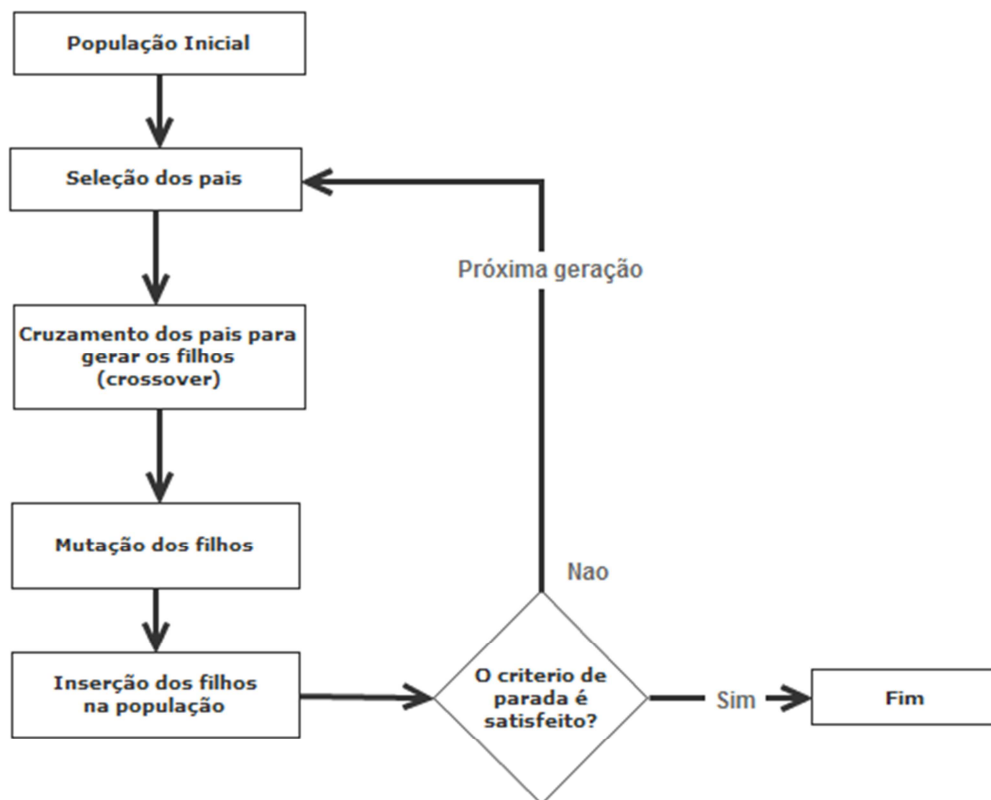 População Inicial
Seleção dos pais
Próxima geração
Cruzamento dos pais para
gerar os filhos
(crossover)
Mutação dos filhos
Nao
Inserção dos filhos
na população
O criterio de
parada é
satisfeito?
Sim
Fim